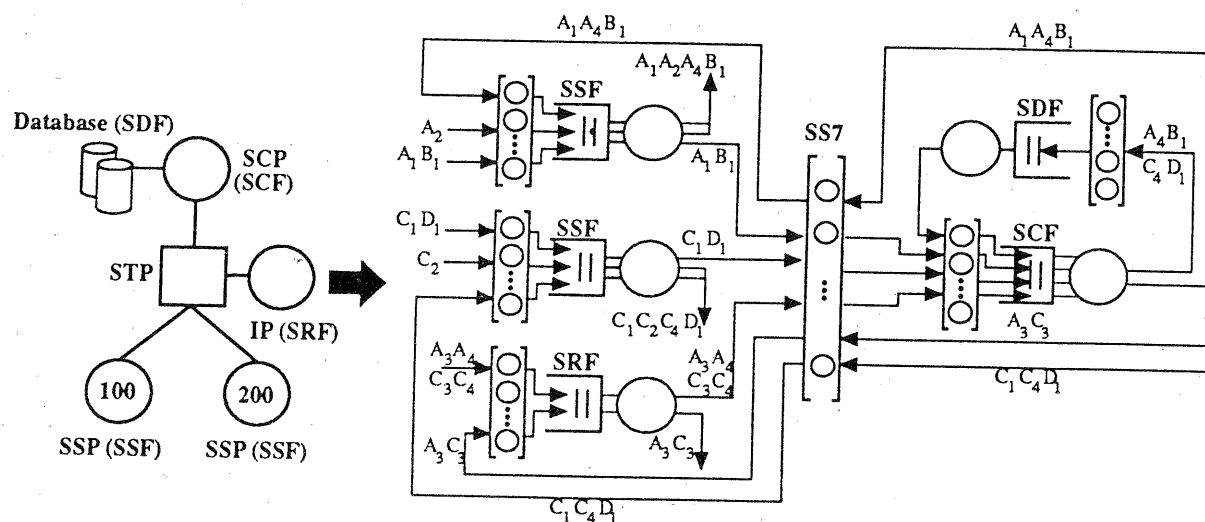 Database (SDF)
SCP
(SCF)
STP
IP (SRF)
100
200
SSP (SSF)
SSP (SSF)
A₁A₄B₁
SSF
A₁A₂A₄B₁
A₂
A₁B₁
A₁B₁
C₁D₁
SSF
C₁D₁
C₂
C₁C₂C₄D₁
A₃A₄
C₃C₄
SRF
A₃A₄
C₃C₄
A₃C₃
A₃C₃
C₁C₄D₁
SS7
A₁A₄B₁
SDF
A₄B₁
C₄D₁
SCF
A₃C₃
C₁C₄D₁